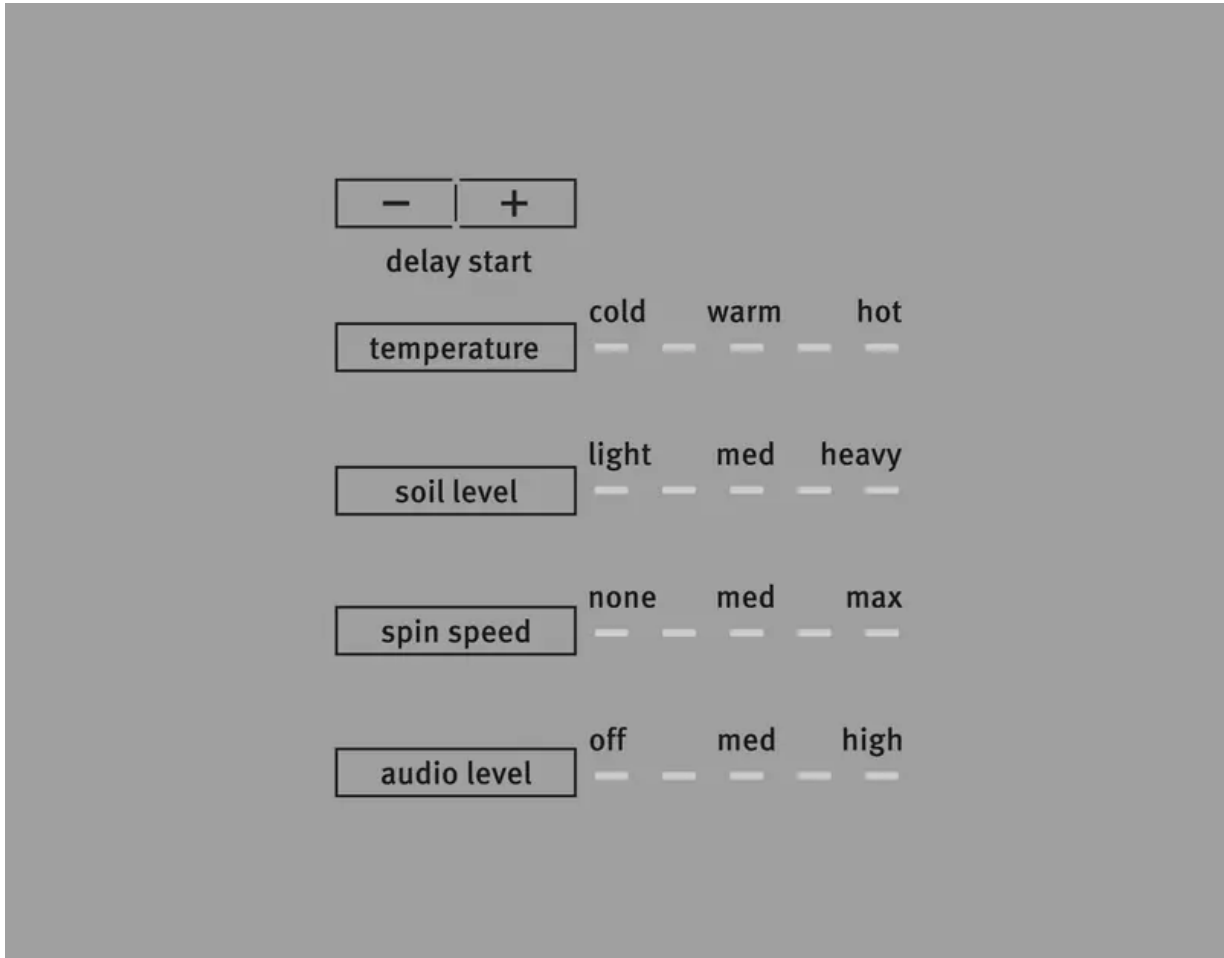 − +
delay start
cold warm hot
temperature
light med heavy
soil level
none med max
spin speed
off med high
audio level